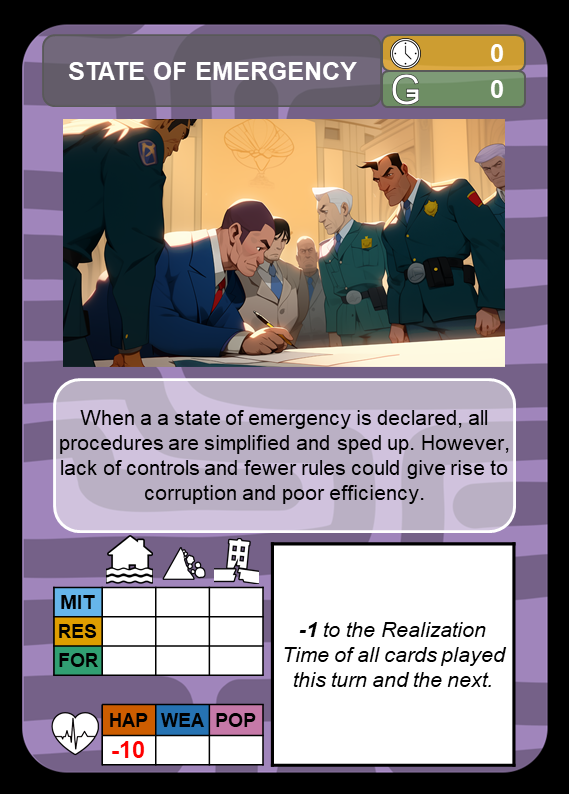 STATE OF EMERGENCY
0
G 0
When a a state of emergency is declared, all
procedures are simplified and sped up. However,
lack of controls and fewer rules could give rise to
corruption and poor efficiency.
MIT
RES
FOR
-1 to the Realization
Time of all cards played
this turn and the next.
HAP WEA POP
-10